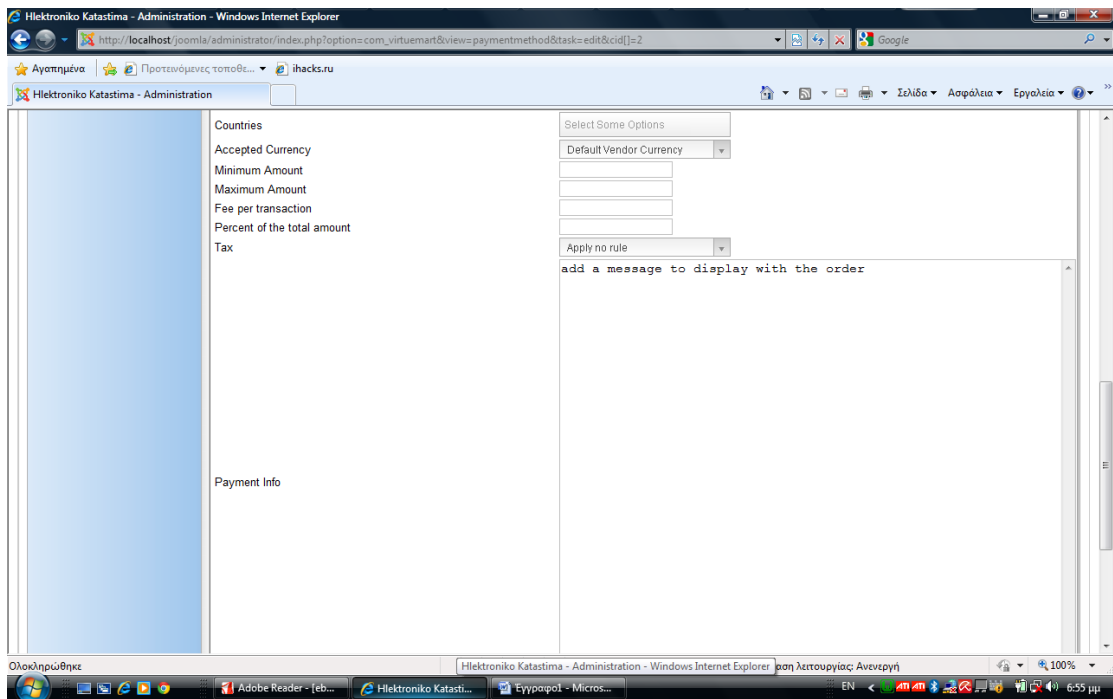 Hlektroniko Katastima - Administration - Windows Internet Explorer
http://localhost/joomla/administrator/index.php?option=com_virtuemart&view=paymentmethod&task=edit&cid[]=2
Google
Αγαπημένα Προτεινόμενες τοποθε... ihacks.ru
Hlektroniko Katastima - Administration Σελίδα Ασφάλεια Εργαλεία
Countries Select Some Options
Accepted Currency Default Vendor Currency
Minimum Amount
Maximum Amount
Fee per transaction
Percent of the total amount
Tax Apply no rule
add a message to display with the order
Payment Info
Ολοκληρώθηκε Hlektroniko Katastima - Administration - Windows Internet Explorer λειτουργίας: Ανενεργή 100%
Adobe Reader - [eb... Hlektroniko Katasti... Έγγραφο1 - Micros... EN 6:55 μμ